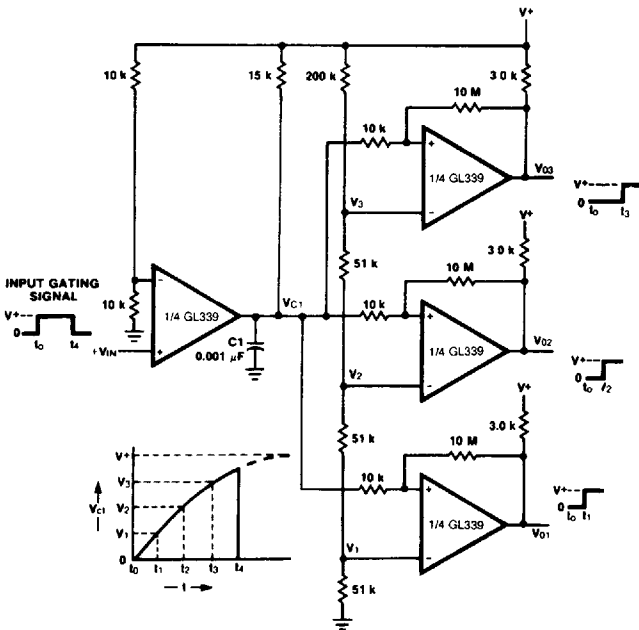 V+
10 k
15 k
200 k
3.0 k
10 M
10 k
+
1/4 GL339
-
V03
V+
0
t0
t3
V3
V+
51 k
3.0 k
INPUT GATING
SIGNAL
V+
0
t0
t4
10 k
-
1/4 GL339
+
+VIN
VC1
C1
0.001 µF
10 M
10 k
+
1/4 GL339
-
V02
V+
0
t0
t2
V2
V+
51 k
3.0 k
10 M
10 k
+
1/4 GL339
-
V01
V+
0
t0
t1
V1
51 k
V+
V3
V2
V1
0
VC1
t0
t1
t2
t3
t4
t